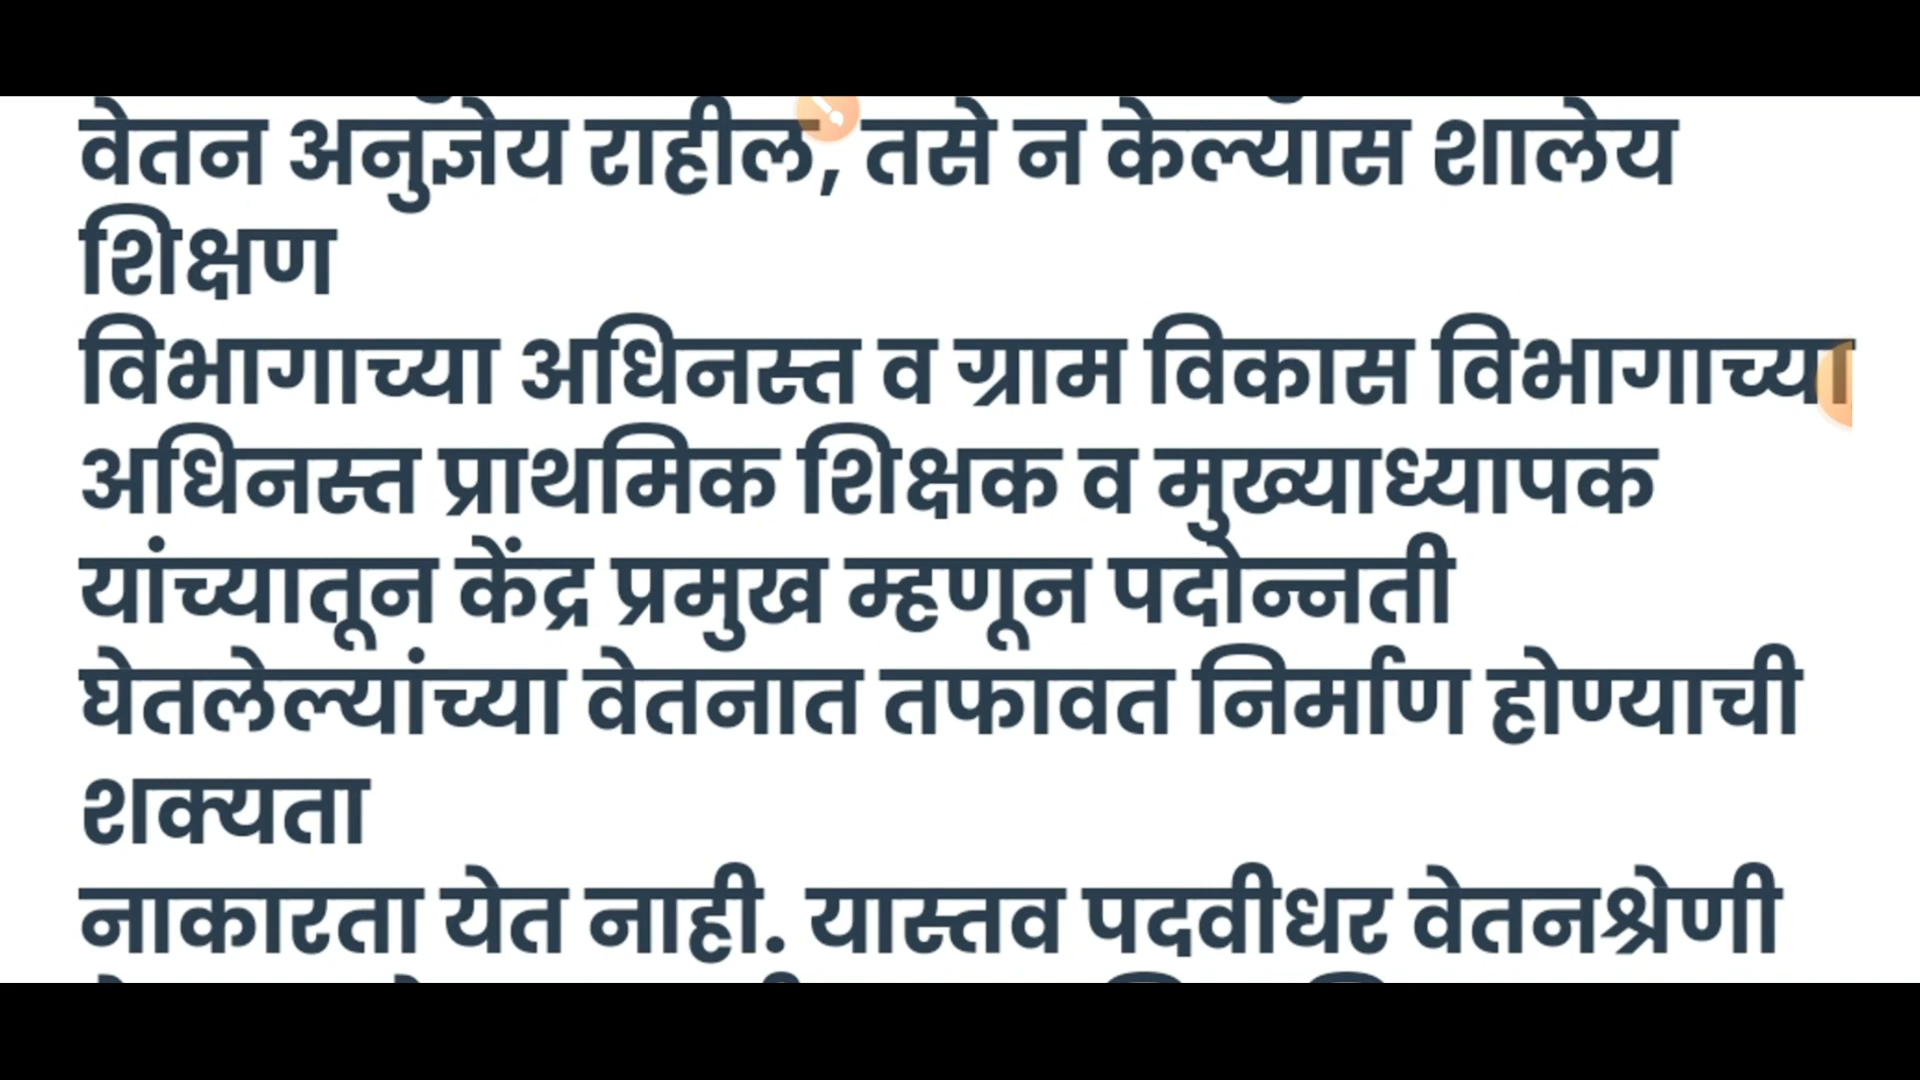 वेतन अनुज्ञेय राहील, तसे न केल्यास शालेय
शिक्षण
विभागाच्या अधिनस्त व ग्राम विकास विभागाच्या
अधिनस्त प्राथमिक शिक्षक व मुख्याध्यापक
यांच्यातून केंद्र प्रमुख म्हणून पदोन्नती
घेतलेल्यांच्या वेतनात तफावत निर्माण होण्याची
शक्यता
नाकारता येत नाही. यास्तव पदवीधर वेतनश्रेणी